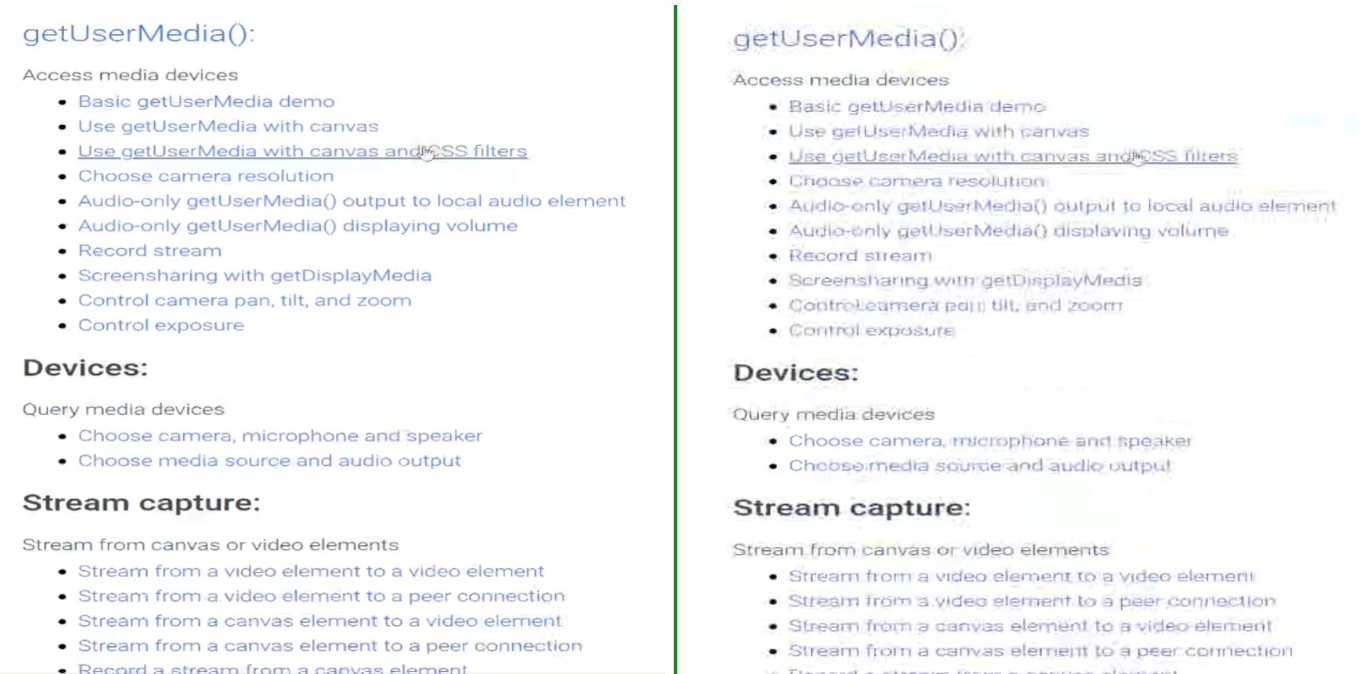 getUserMedia():
Access media devices
Basic getUserMedia demo
Use getUserMedia with canvas
Use getUserMedia with canvas and CSS filters
Choose camera resolution
Audio-only getUserMedia() output to local audio element
Audio-only getUserMedia() displaying volume
Record stream
Screensharing with getDisplayMedia
Control camera pan, tilt, and zoom
Control exposure
Devices:
Query media devices
Choose camera, microphone and speaker
Choose media source and audio output
Stream capture:
Stream from canvas or video elements
Stream from a video element to a video element
Stream from a video element to a peer connection
Stream from a canvas element to a video element
Stream from a canvas element to a peer connection
Record a stream from a canvas element
getUserMedia():
Access media devices
Basic getUserMedia demo
Use getUserMedia with canvas
Use getUserMedia with canvas and CSS filters
Choose camera resolution
Audio-only getUserMedia() output to local audio element
Audio-only getUserMedia() displaying volume
Record stream
Screensharing with getDisplayMedia
Control camera pan, tilt, and zoom
Control exposure
Devices:
Query media devices
Choose camera, microphone and speaker
Choose media source and audio output
Stream capture:
Stream from canvas or video elements
Stream from a video element to a video element
Stream from a video element to a peer connection
Stream from a canvas element to a video element
Stream from a canvas element to a peer connection